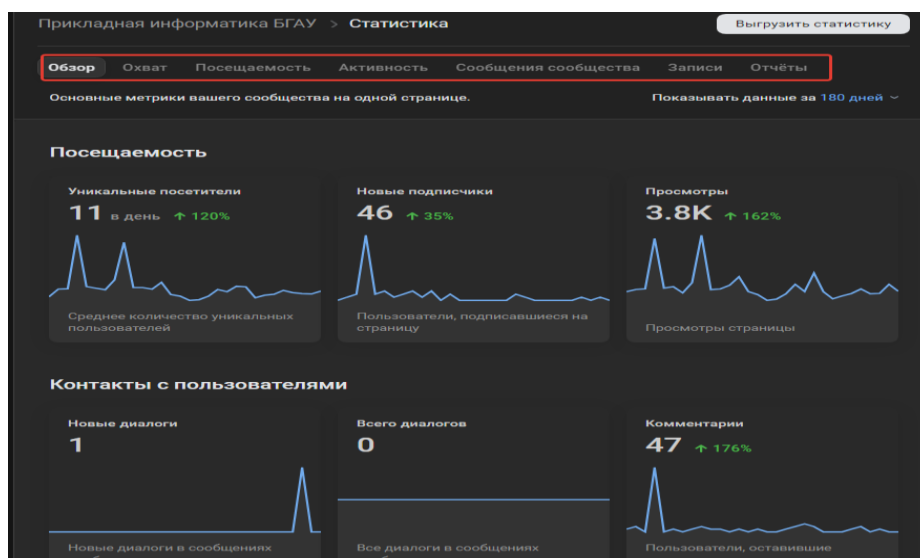 Прикладная информатика БГАУ > Статистика
Выгрузить статистику
Обзор Охват Посещаемость Активность Сообщения сообщества Записи Отчёты
Основные метрики вашего сообщества на одной странице.
Показывать данные за 180 дней
Посещаемость
Уникальные посетители
11 в день ↑ 120%
Среднее количество уникальных
пользователей
Новые подписчики
46 ↑ 35%
Пользователи, подписавшиеся на
страницу
Просмотры
3.8K ↑ 162%
Просмотры страницы
Контакты с пользователями
Новые диалоги
1
Новые диалоги в сообщениях
Всего диалогов
0
Все диалоги в сообщениях
Комментарии
47 ↑ 176%
Пользователи, оставившие